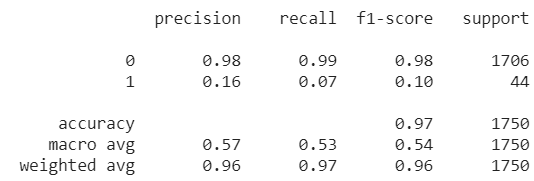 precision recall f1-score support
0 0.98 0.99 0.98 1706
1 0.16 0.07 0.10 44
accuracy 0.97 1750
macro avg 0.57 0.53 0.54 1750
weighted avg 0.96 0.97 0.96 1750